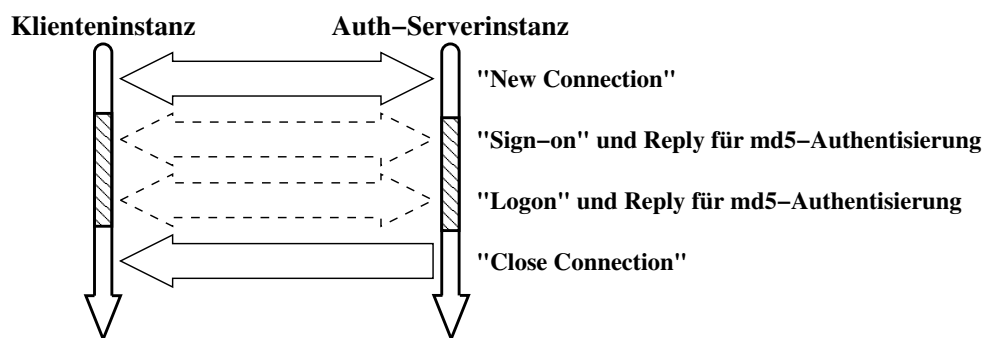 Klienteninstanz
Auth-Serverinstanz
"New Connection"
"Sign-on" und Reply für md5-Authentisierung
"Logon" und Reply für md5-Authentisierung
"Close Connection"